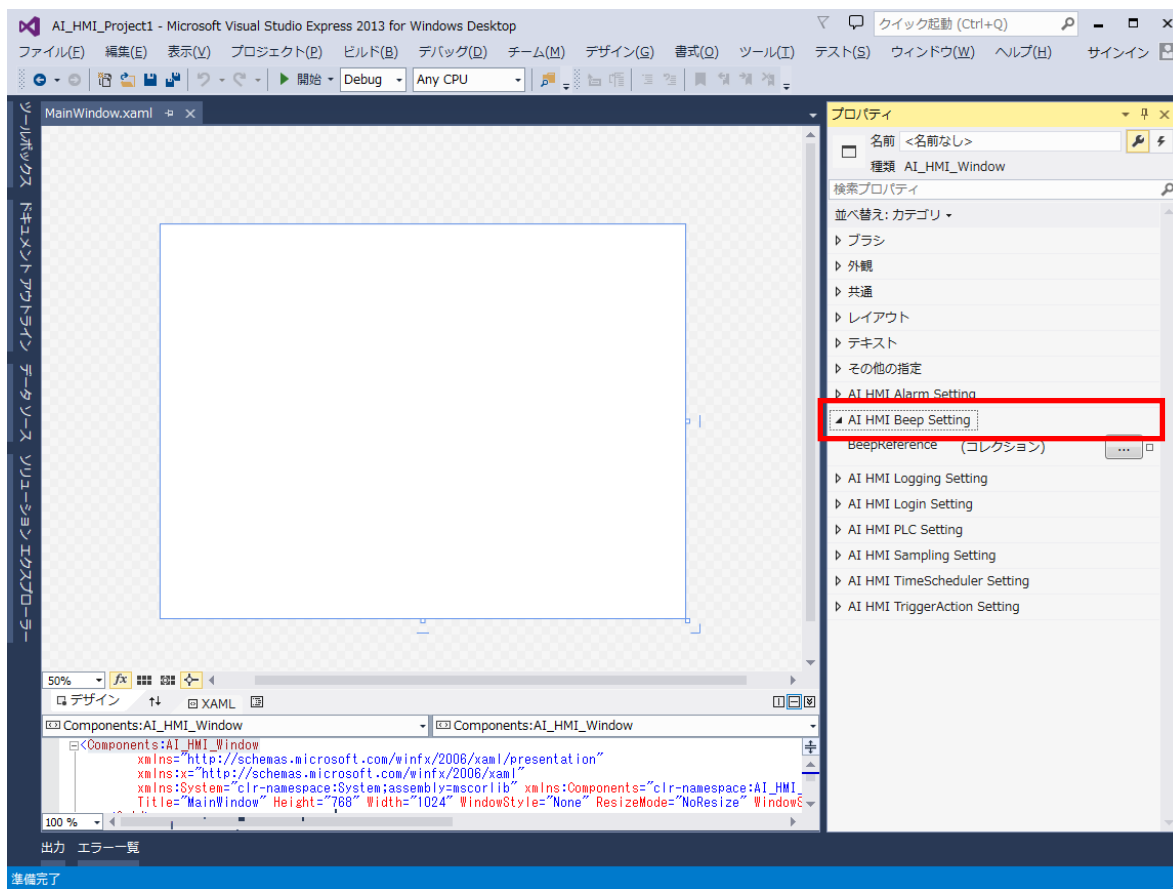 AI_HMI_Project1 - Microsoft Visual Studio Express 2013 for Windows Desktop
クイック起動 (Ctrl+Q)
ファイル(F) 編集(E) 表示(V) プロジェクト(P) ビルド(B) デバッグ(D) チーム(M) デザイン(G) 書式(O) ツール(T) テスト(S) ウィンドウ(W) ヘルプ(H) サインイン
開始 Debug Any CPU
ツールボックス
ドキュメント アウトライン
データ ソース
ソリューション エクスプローラー
MainWindow.xaml
プロパティ
名前 <名前なし>
種類 AI_HMI_Window
検索プロパティ
並べ替え: カテゴリ
ブラシ
外観
共通
レイアウト
テキスト
その他の指定
AI HMI Alarm Setting
AI HMI Beep Setting
BeepReference (コレクション) ...
AI HMI Logging Setting
AI HMI Login Setting
AI HMI PLC Setting
AI HMI Sampling Setting
AI HMI TimeScheduler Setting
AI HMI TriggerAction Setting
50% fx
デザイン XAML
Components:AI_HMI_Window Components:AI_HMI_Window
<Components:AI_HMI_Window
xmlns="http://schemas.microsoft.com/winfx/2006/xaml/presentation"
xmlns:x="http://schemas.microsoft.com/winfx/2006/xaml"
xmlns:System="clr-namespace:System;assembly=mscorlib" xmlns:Components="clr-namespace:AI_HMI_
Title="MainWindow" Height="768" Width="1024" WindowStyle="None" ResizeMode="NoResize" WindowS
100 %
出力 エラー一覧
準備完了